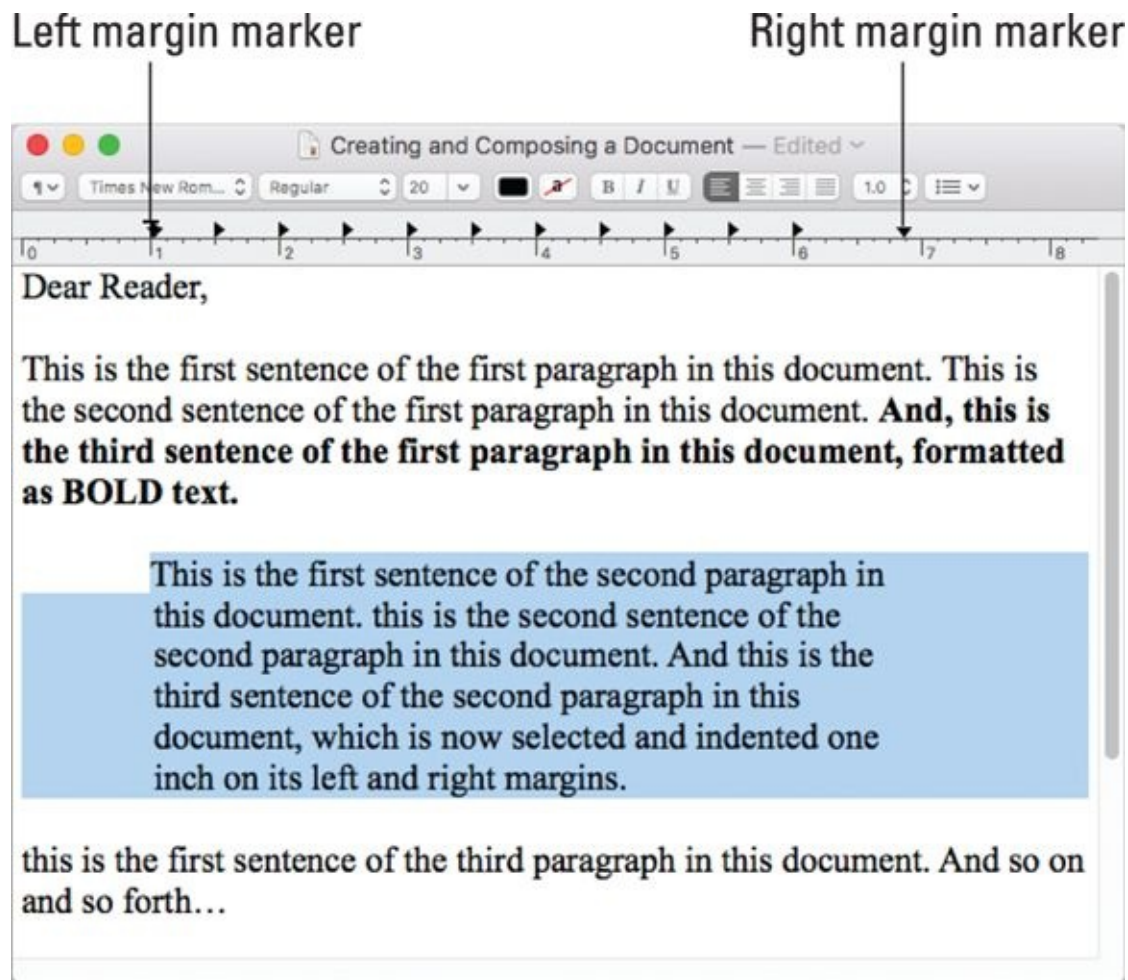 Left margin marker Right margin marker
Creating and Composing a Document — Edited
¶ Times New Rom... Regular 20 a B I U 1.0
0 1 2 3 4 5 6 7 8
Dear Reader,
This is the first sentence of the first paragraph in this document. This is
the second sentence of the first paragraph in this document. And, this is
the third sentence of the first paragraph in this document, formatted
as BOLD text.
This is the first sentence of the second paragraph in
this document. this is the second sentence of the
second paragraph in this document. And this is the
third sentence of the second paragraph in this
document, which is now selected and indented one
inch on its left and right margins.
this is the first sentence of the third paragraph in this document. And so on
and so forth…